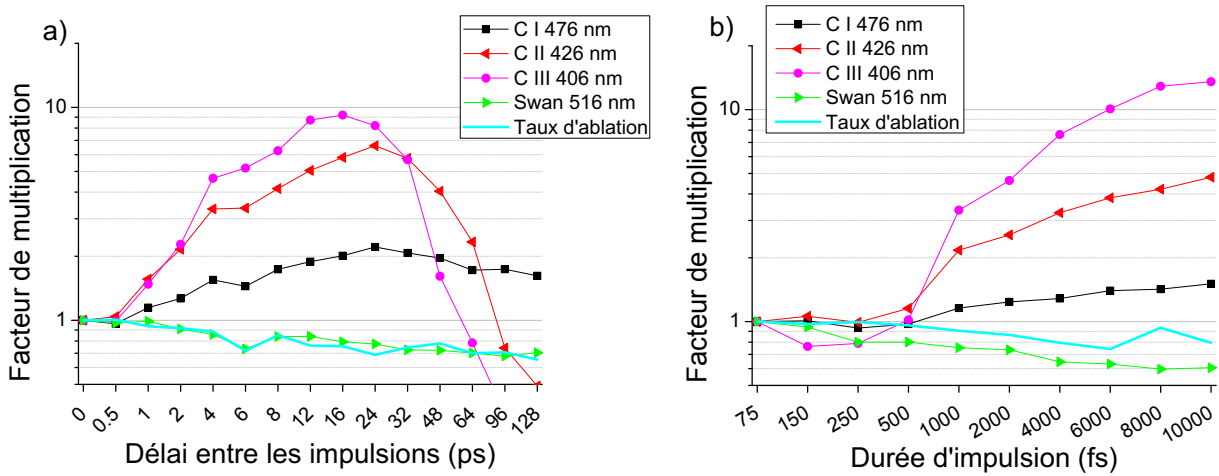 a)
C I 476 nm
C II 426 nm
C III 406 nm
Swan 516 nm
Taux d'ablation
10
1
Facteur de multiplication
0
0.5
1
2
4
6
8
12
16
24
32
48
64
96
128
Délai entre les impulsions (ps)
b)
C I 476 nm
C II 426 nm
C III 406 nm
Swan 516 nm
Taux d'ablation
10
1
Facteur de multiplication
75
150
250
500
1000
2000
4000
6000
8000
10000
Durée d'impulsion (fs)